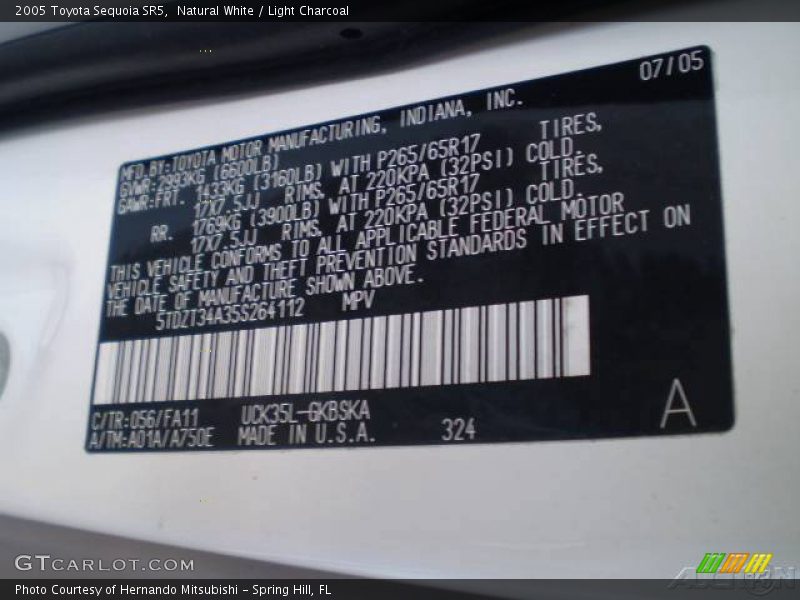 2005 Toyota Sequoia SR5,  Natural White / Light Charcoal
07/05
MFD. BY: TOYOTA MOTOR MANUFACTURING, INDIANA, INC.
GVWR: 2993KG (6600LB)
GAWR: FRT. 1433KG (3160LB) WITH P265/65R17 TIRES,
17X7.5JJ RIMS, AT 220KPA (32PSI) COLD.
RR. 1769KG (3900LB) WITH P265/65R17 TIRES,
17X7.5JJ RIMS, AT 220KPA (32PSI) COLD.
THIS VEHICLE CONFORMS TO ALL APPLICABLE FEDERAL MOTOR
VEHICLE SAFETY AND THEFT PREVENTION STANDARDS IN EFFECT ON
THE DATE OF MANUFACTURE SHOWN ABOVE.
5TDZT34A35S264112 MPV
C/TR: 056/FA11 UCK35L-GKBSKA
A/TM: A01A/A750E MADE IN U.S.A. 324
A
GTCARLOT.COM
Photo Courtesy of Hernando Mitsubishi - Spring Hill, FL